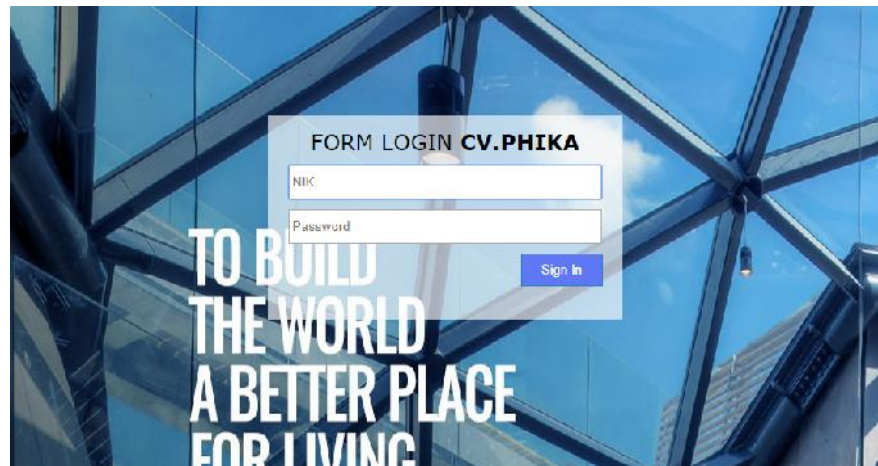 FORM LOGIN CV.PHIKA
NIK
Password
Sign In
TO BUILD
THE WORLD
A BETTER PLACE
FOR LIVING